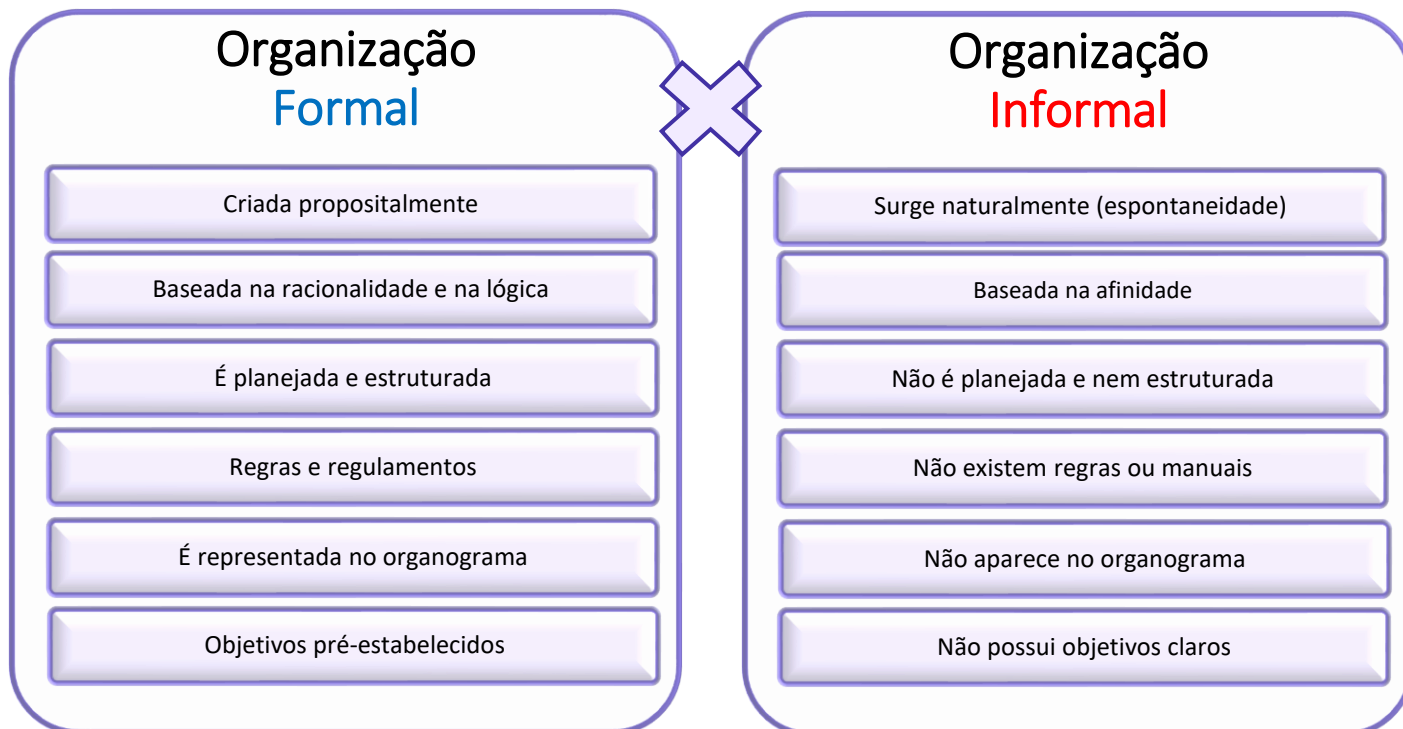 Organização
Formal
Criada propositalmente
Baseada na racionalidade e na lógica
É planejada e estruturada
Regras e regulamentos
É representada no organograma
Objetivos pré-estabelecidos
Organização
Informal
Surge naturalmente (espontaneidade)
Baseada na afinidade
Não é planejada e nem estruturada
Não existem regras ou manuais
Não aparece no organograma
Não possui objetivos claros